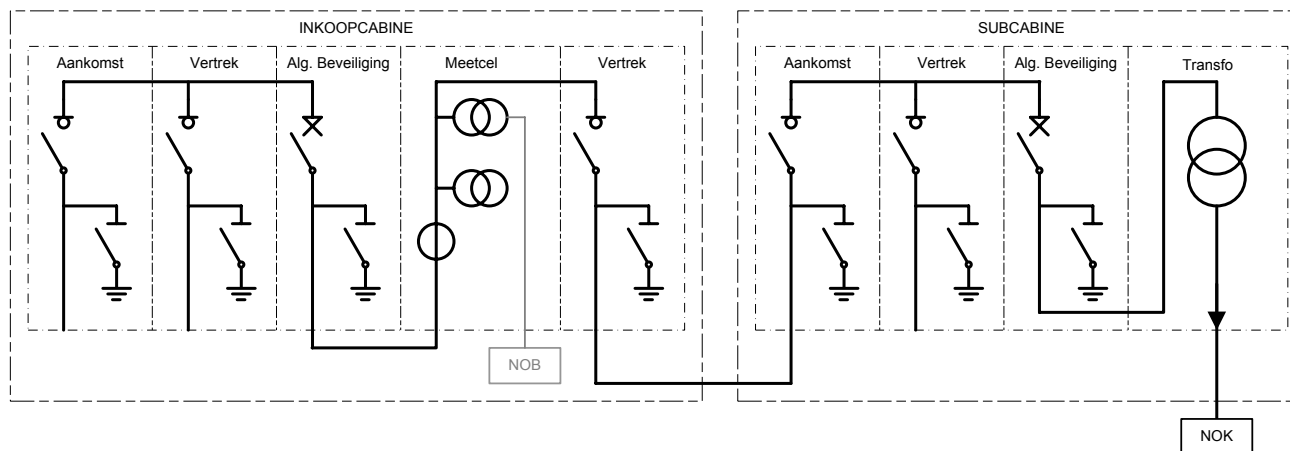 INKOOPCABINE
SUBCABINE
Aankomst
Vertrek
Alg. Beveiliging
Meetcel
Vertrek
Aankomst
Vertrek
Alg. Beveiliging
Transfo
NOB
NOK